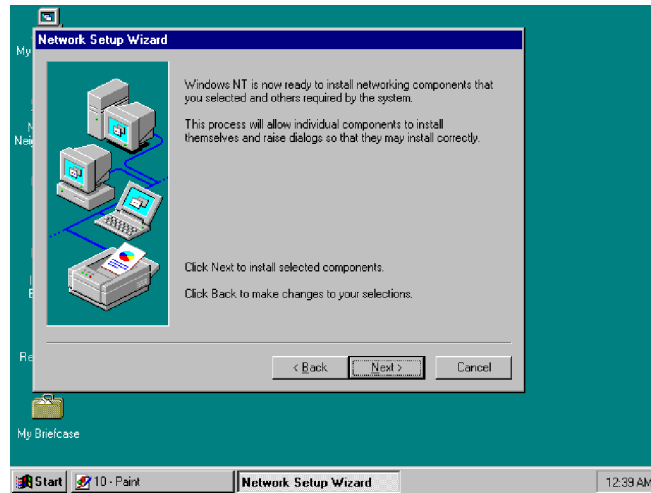 My
Network Setup Wizard
Windows NT is now ready to install networking components that
you selected and others required by the system.
This process will allow individual components to install
themselves and raise dialogs so that they may install correctly.
N
Neig
Click Next to install selected components.
Click Back to make changes to your selections.
Re
< Back
Next >
Cancel
My Briefcase
Start
10 - Paint
Network Setup Wizard
12:39 AM